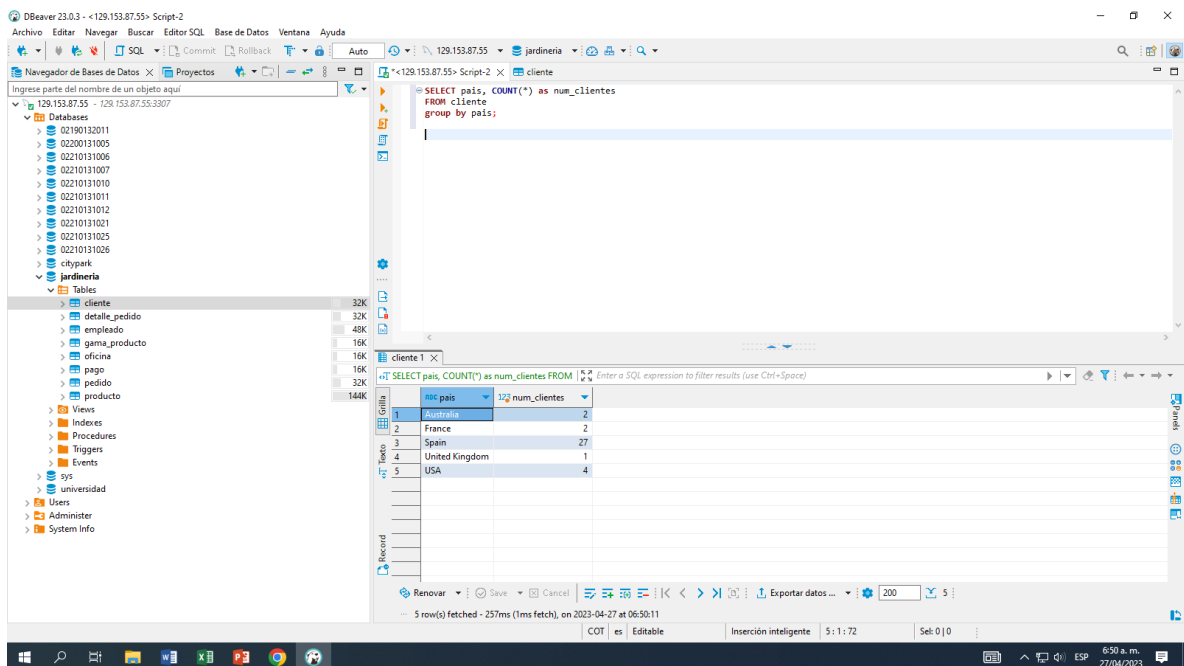 DBeaver 23.0.3 - <129.153.87.55> Script-2
Archivo Editar Navegar Buscar Editor SQL Base de Datos Ventana Ayuda
SQL Commit Rollback Auto 129.153.87.55 jardineria
Navegador de Bases de Datos Proyectos
*<129.153.87.55> Script-2 cliente
Ingrese parte del nombre de un objeto aquí
129.153.87.55 - 129.153.87.55:3307
Databases
02190132011
02200131005
02210131006
02210131007
02210131010
02210131011
02210131012
02210131021
02210131025
02210131026
citypark
jardineria
Tables
cliente 32K
detalle_pedido 32K
empleado 48K
gama_producto 16K
oficina 16K
pago 16K
pedido 32K
producto 144K
Views
Indexes
Procedures
Triggers
Events
sys
universidad
Users
Administer
System Info
SELECT pais, COUNT(*) as num_clientes
FROM cliente
group by pais;
cliente 1
SELECT pais, COUNT(*) as num_clientes FROM Enter a SQL expression to filter results (use Ctrl+Space)
Grilla
Texto
Record
ABC pais 123 num_clientes
1 Australia 2
2 France 2
3 Spain 27
4 United Kingdom 1
5 USA 4
Panels
Renovar Save Cancel Exportar datos ... 200 5
5 row(s) fetched - 257ms (1ms fetch), on 2023-04-27 at 06:50:11
COT es Editable Inserción inteligente 5 : 1 : 72 Sel: 0 | 0
ESP 6:50 a. m.
27/04/2023